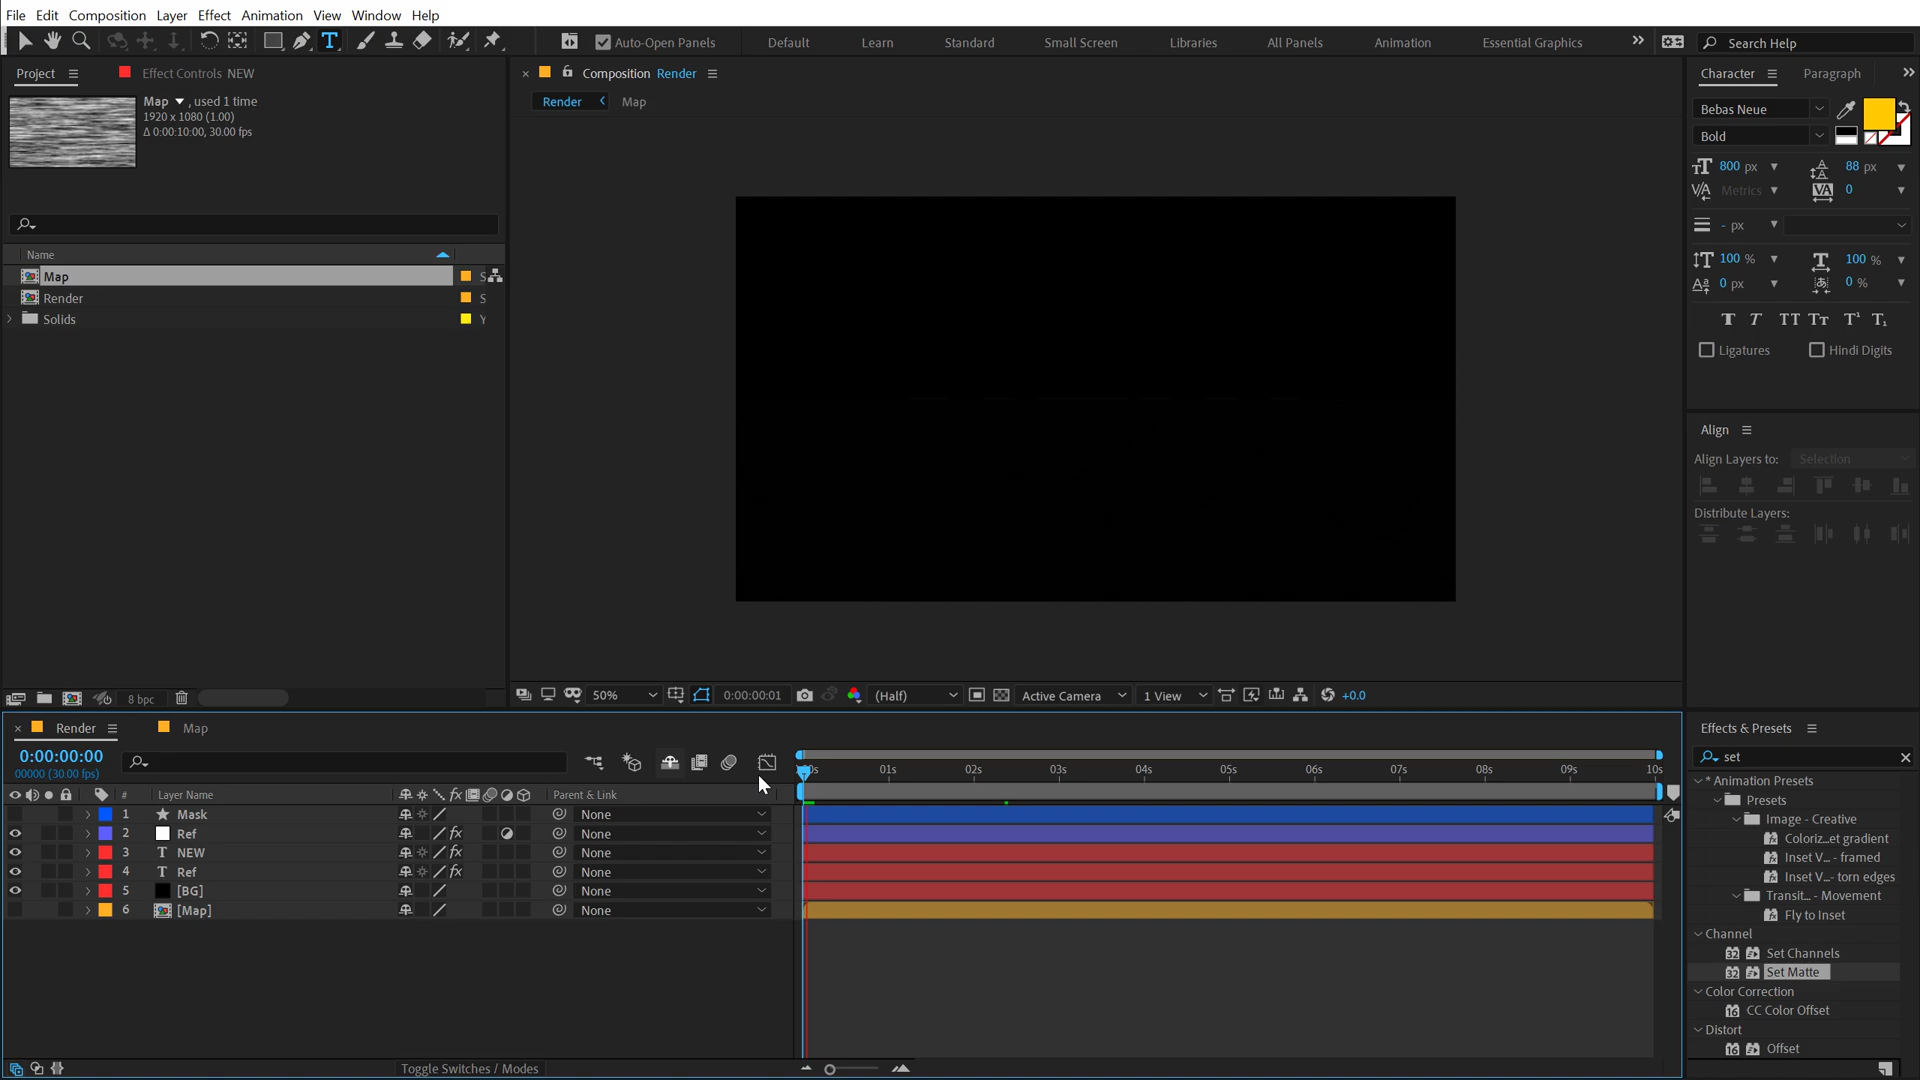 File Edit Composition Layer Effect Animation View Window Help
Auto-Open Panels Default Learn Standard Small Screen Libraries All Panels Animation Essential Graphics Search Help
Project Effect Controls NEW
Map , used 1 time
1920 x 1080 (1.00)
Δ 0:00:10:00, 30.00 fps
Name
Map S
Render S
Solids Y
8 bpc
Composition Render
Render Map
50% 0:00:00:01 (Half) Active Camera 1 View +0.0
Character Paragraph
Bebas Neue
Bold
800 px 88 px
Metrics 0
- px
100 % 100 %
0 px 0 %
T T TT Tт T¹ T₁
Ligatures Hindi Digits
Align
Align Layers to: Selection
Distribute Layers:
Render Map
0:00:00:00
00000 (30.00 fps)
01s 02s 03s 04s 05s 06s 07s 08s 09s 10s
# Layer Name Parent & Link
1 Mask None
2 Ref None
3 T NEW None
4 T Ref None
5 [BG] None
6 [Map] None
Toggle Switches / Modes
Effects & Presets
set
* Animation Presets
Presets
Image - Creative
Coloriz...et gradient
Inset V... - framed
Inset V...- torn edges
Transit... - Movement
Fly to Inset
Channel
32 Set Channels
32 Set Matte
Color Correction
16 CC Color Offset
Distort
16 Offset